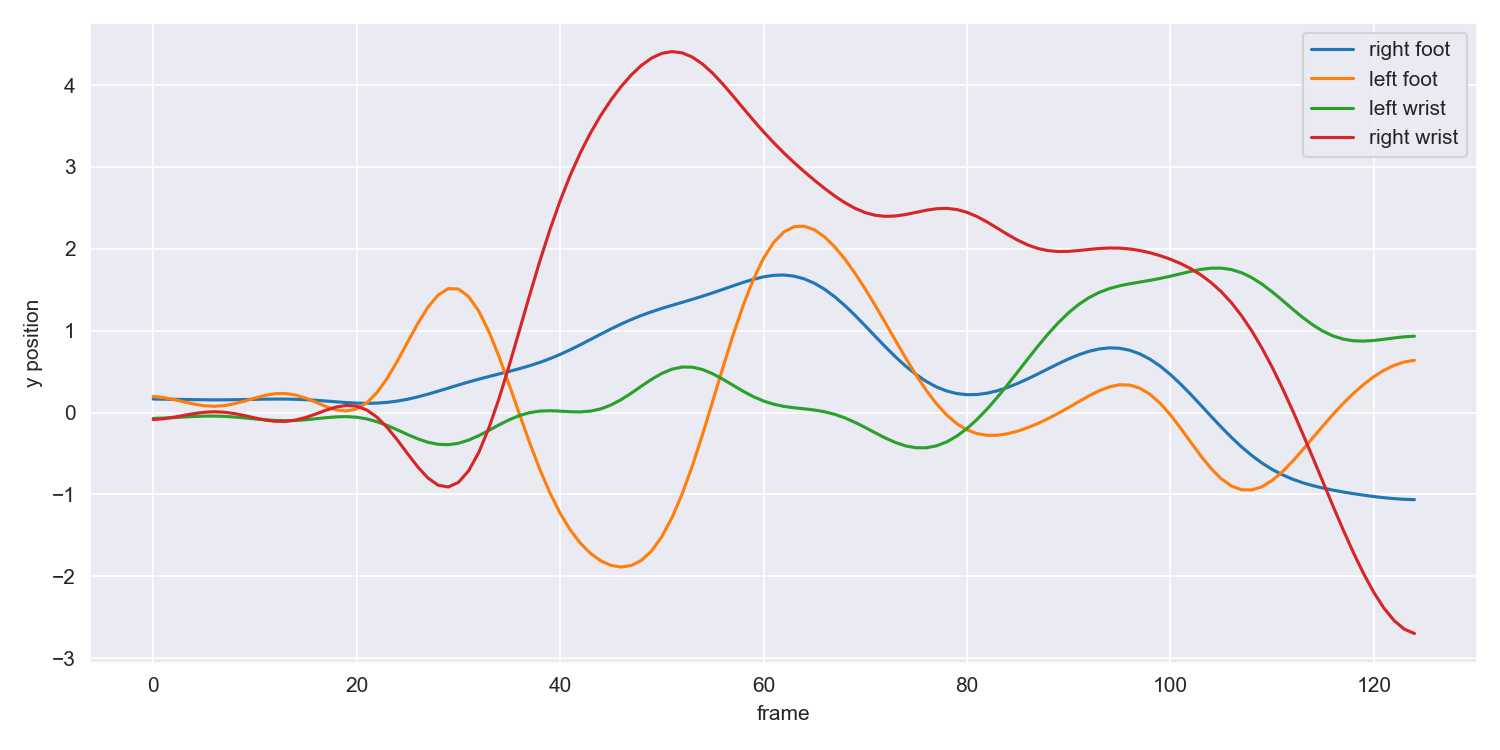 right foot
left foot
left wrist
right wrist
4
3
2
1
0
−1
−2
−3
y position
0 20 40 60 80 100 120
frame